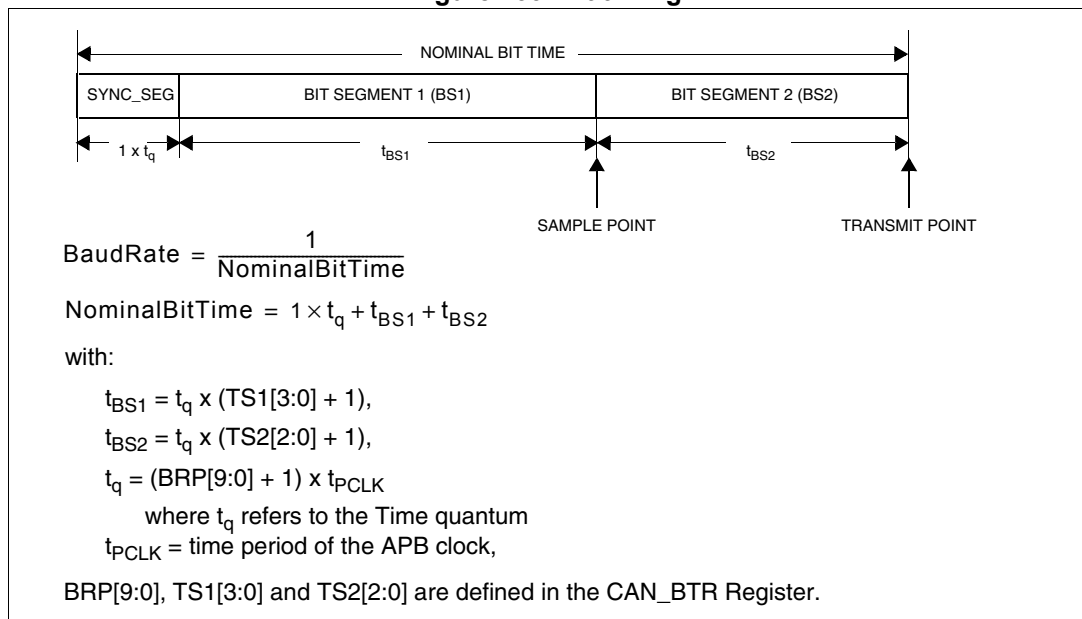 NOMINAL BIT TIME
SYNC_SEG BIT SEGMENT 1 (BS1) BIT SEGMENT 2 (BS2)
1 x tq tBS1 tBS2
SAMPLE POINT TRANSMIT POINT
BaudRate = 1 / NominalBitTime
NominalBitTime = 1 × tq + tBS1 + tBS2
with:
tBS1 = tq x (TS1[3:0] + 1),
tBS2 = tq x (TS2[2:0] + 1),
tq = (BRP[9:0] + 1) x tPCLK
where tq refers to the Time quantum
tPCLK = time period of the APB clock,
BRP[9:0], TS1[3:0] and TS2[2:0] are defined in the CAN_BTR Register.